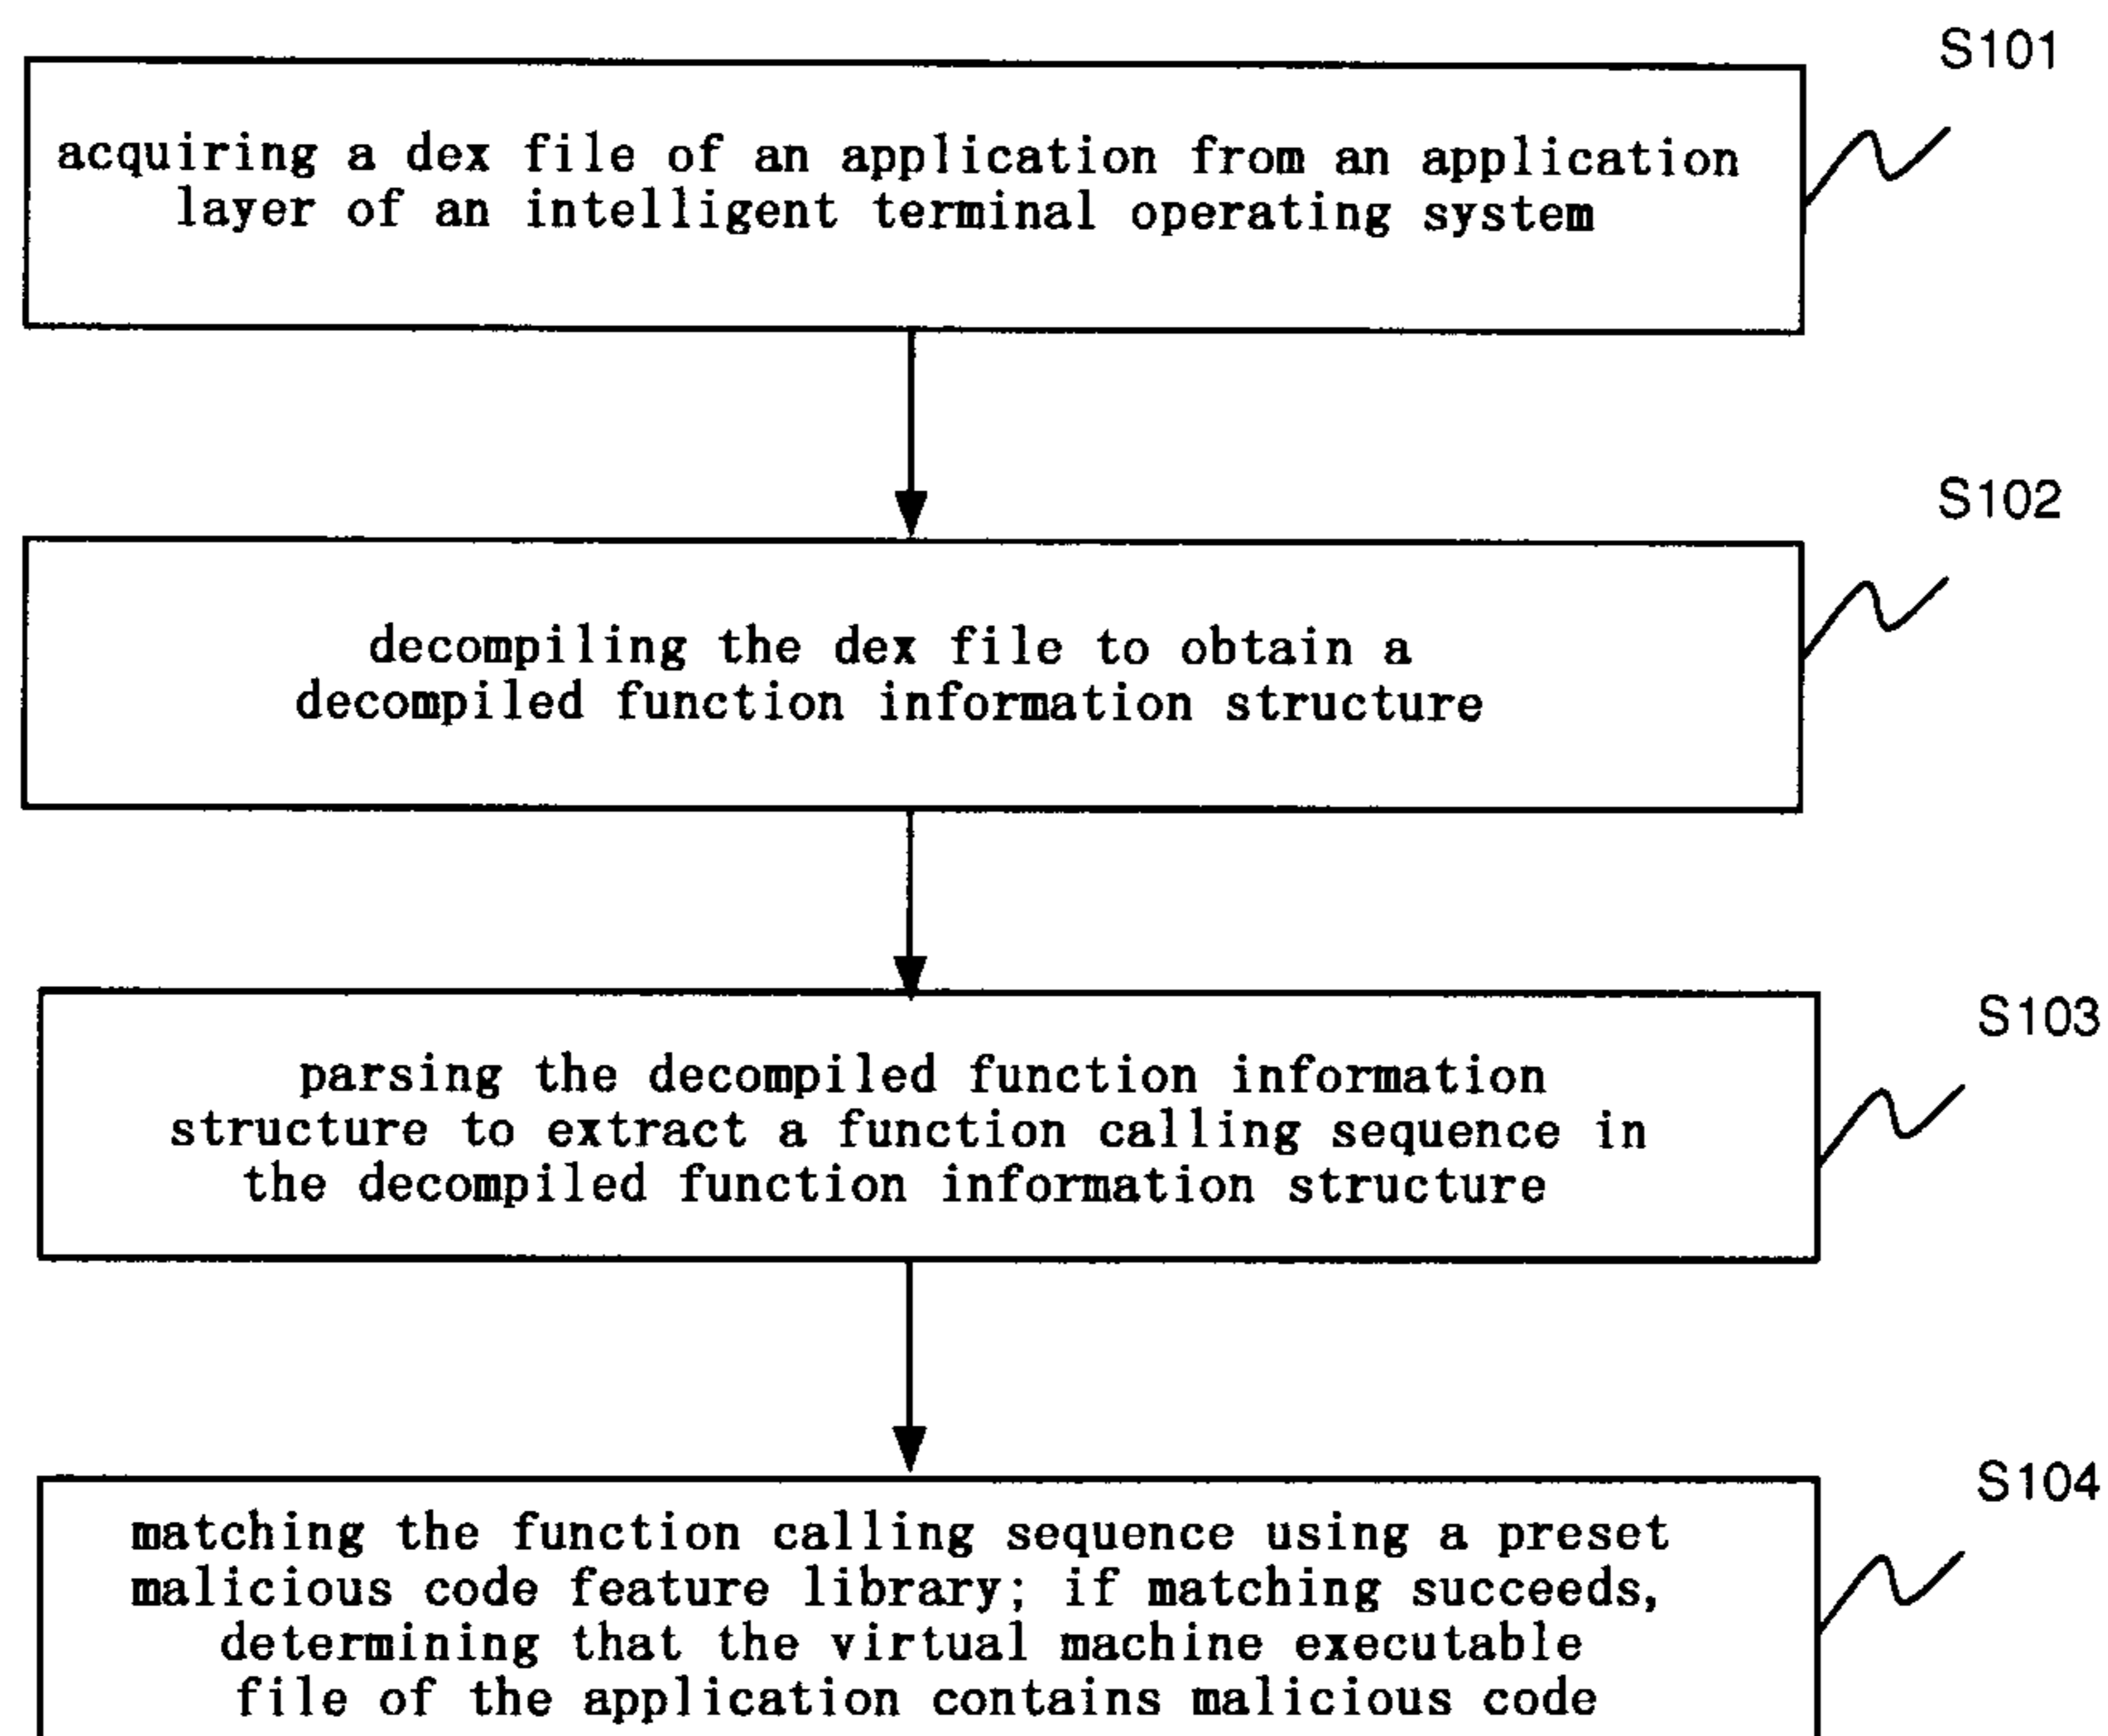 S101
acquiring a dex file of an application from an application
layer of an intelligent terminal operating system
S102
decompiling the dex file to obtain a
decompiled function information structure
S103
parsing the decompiled function information
structure to extract a function calling sequence in
the decompiled function information structure
S104
matching the function calling sequence using a preset
malicious code feature library; if matching succeeds,
determining that the virtual machine executable
file of the application contains malicious code